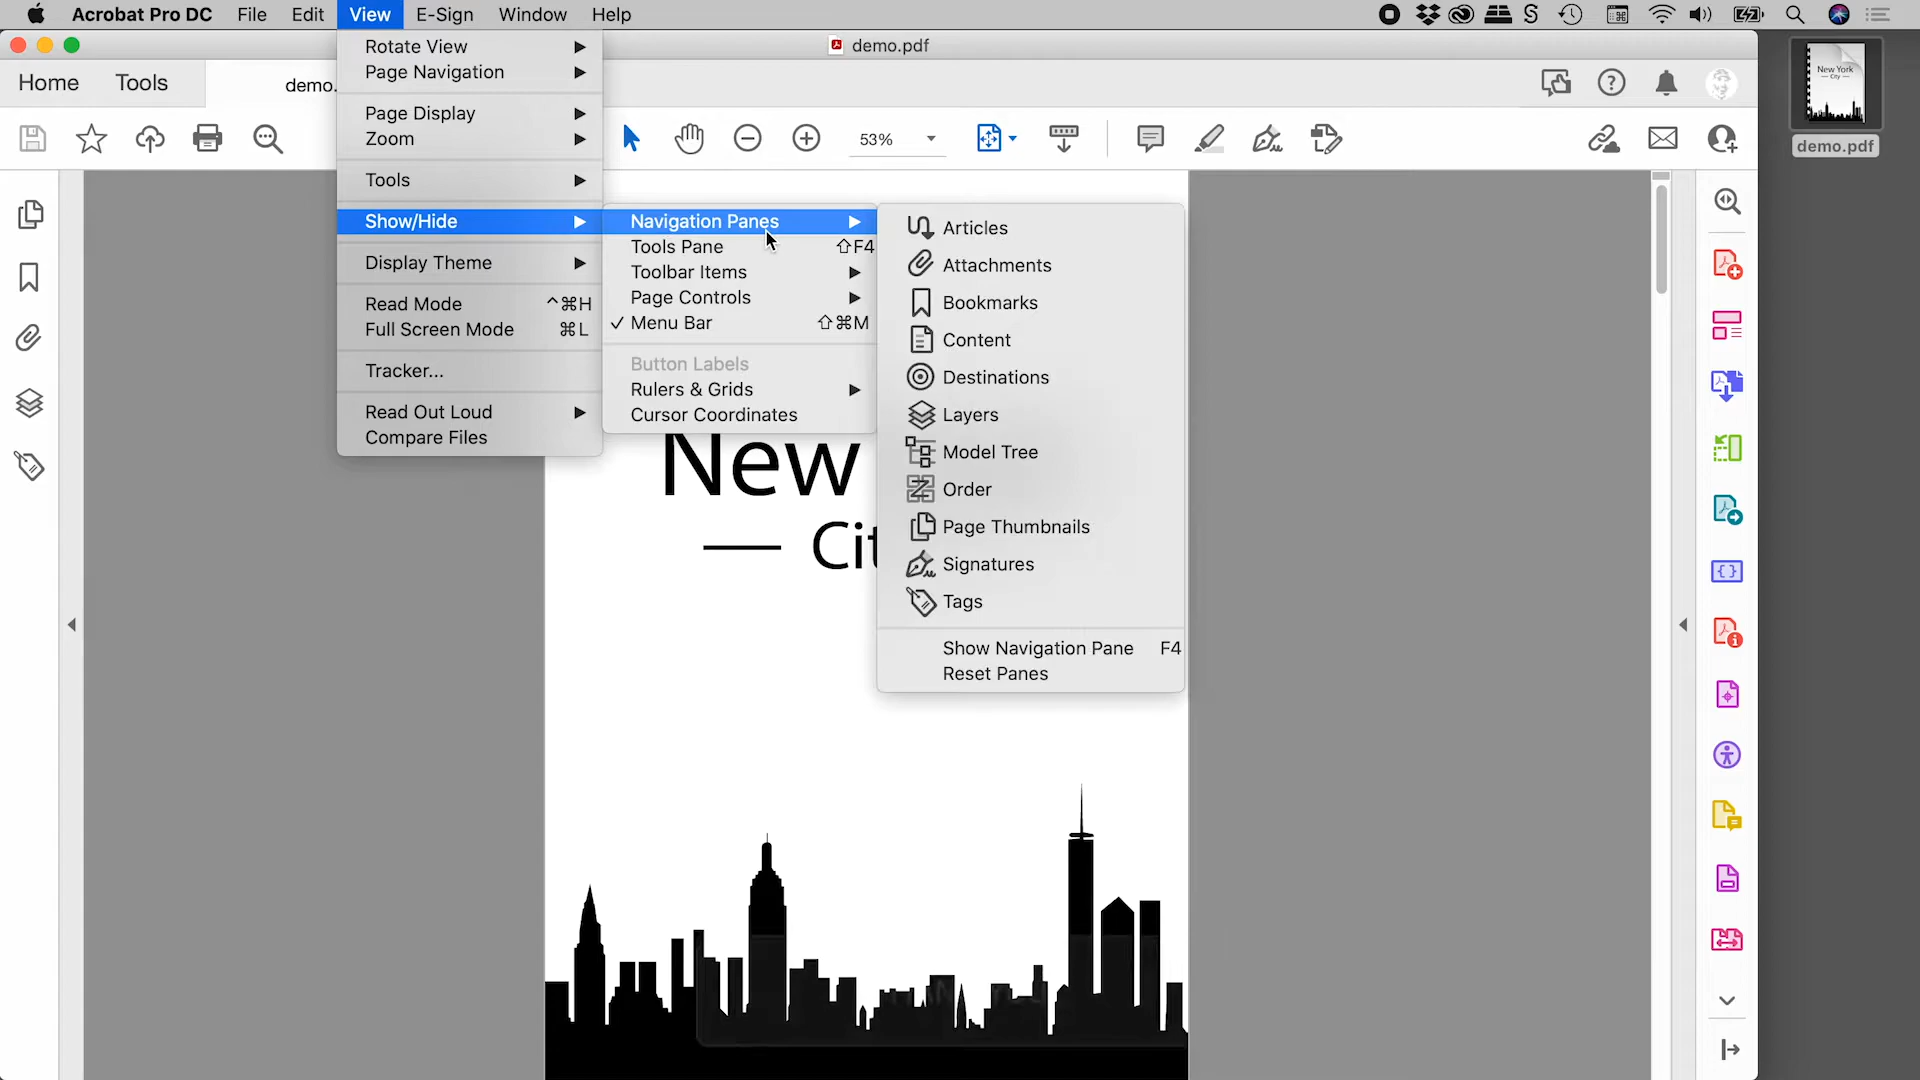 Acrobat Pro DC File Edit View E-Sign Window Help
demo.pdf
Home Tools demo.
53%
Rotate View
Page Navigation
Page Display
Zoom
Tools
Show/Hide
Display Theme
Read Mode ^⌘H
Full Screen Mode ⌘L
Tracker...
Read Out Loud
Compare Files
Navigation Panes
Tools Pane ⇧F4
Toolbar Items
Page Controls
✓ Menu Bar ⇧⌘M
Button Labels
Rulers & Grids
Cursor Coordinates
Articles
Attachments
Bookmarks
Content
Destinations
Layers
Model Tree
Order
Page Thumbnails
Signatures
Tags
Show Navigation Pane F4
Reset Panes
New
— Cit
New York
— City —
demo.pdf